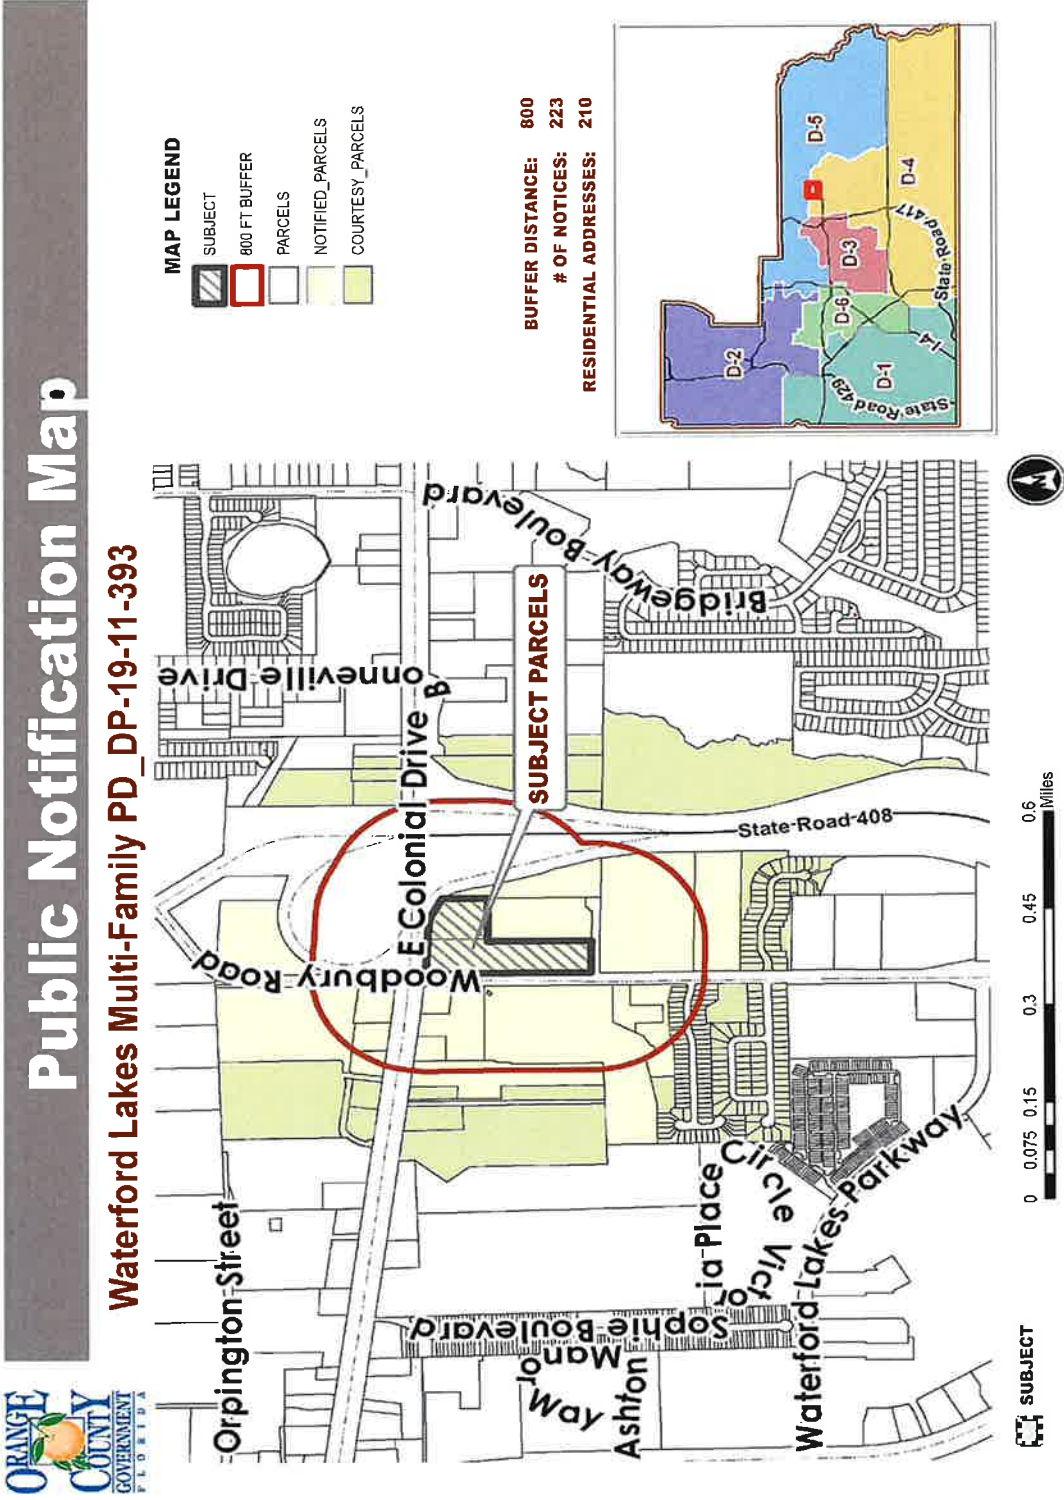 Public Notification Map
ORANGE
COUNTY
GOVERNMENT
FLORIDA
Waterford Lakes Multi-Family PD_DP-19-11-393
MAP LEGEND
SUBJECT
800 FT BUFFER
PARCELS
NOTIFIED_PARCELS
COURTESY_PARCELS
BUFFER DISTANCE: 800
# OF NOTICES: 223
RESIDENTIAL ADDRESSES: 210
Orpington Street
Woodbury Road
Bonneville Drive
E Colonial Drive
Bridgeway Boulevard
SUBJECT PARCELS
State Road 408
Sophie Boulevard
Manor
Way
Ashton
Victoria Place
Circle
Waterford Lakes Parkway
D-2
D-5
D-6
D-3
D-4
D-1
State Road 429
I-4
State Road 417
SUBJECT
0 0.075 0.15 0.3 0.45 0.6
Miles
N